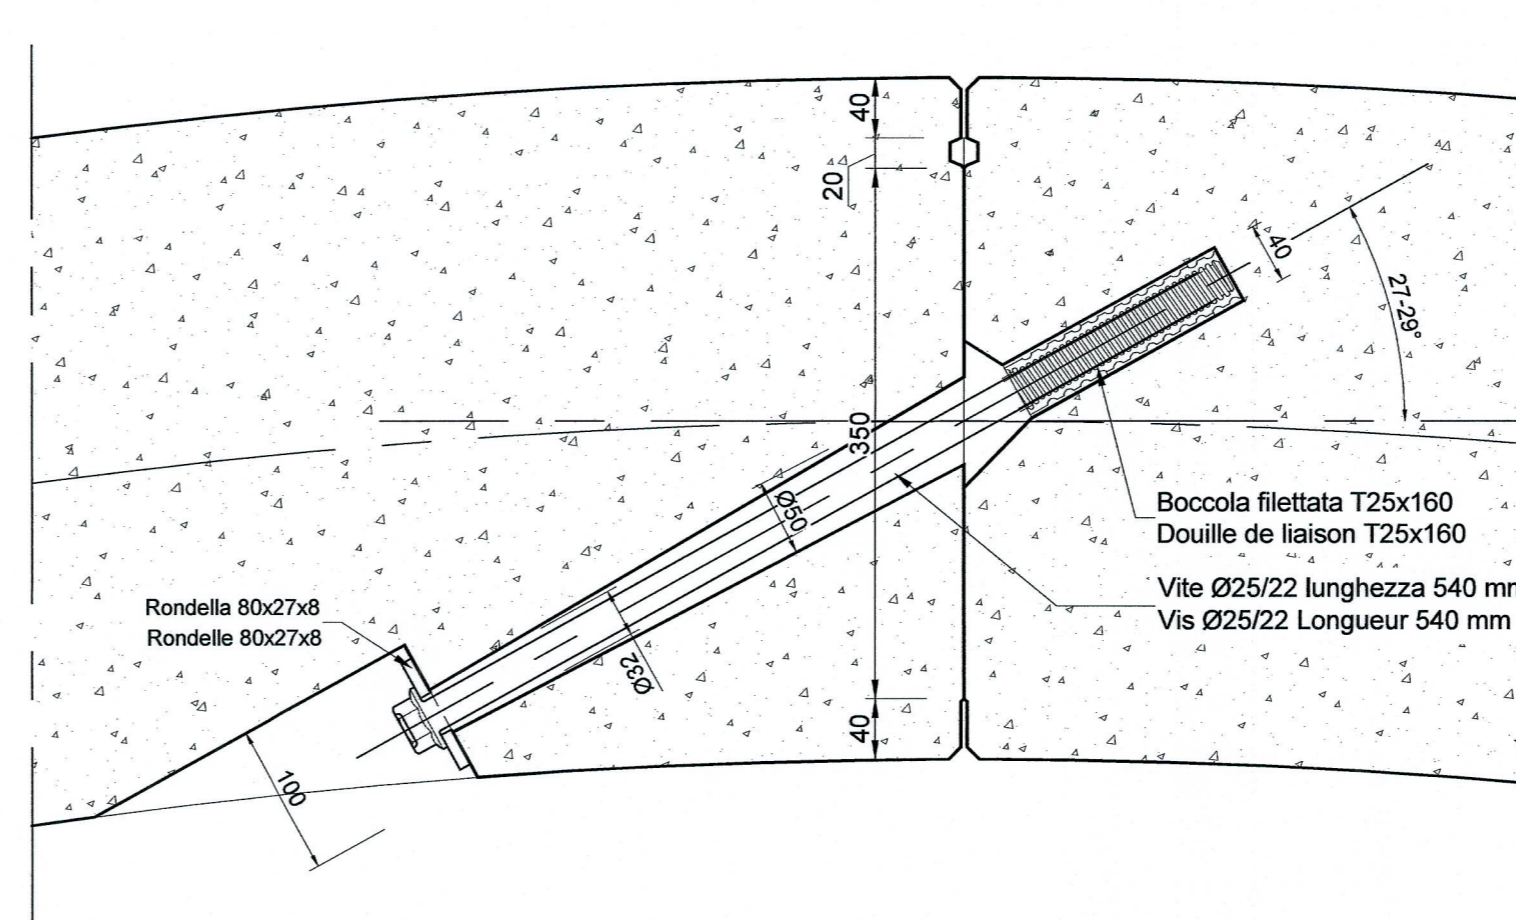 40
20
40
27-29°
350
Ø50
Boccola filettata T25x160
Douille de liaison T25x160
Vite Ø25/22 lunghezza 540 mm
Vis Ø25/22 Longueur 540 mm
Rondella 80x27x8
Rondelle 80x27x8
Ø32
40
100